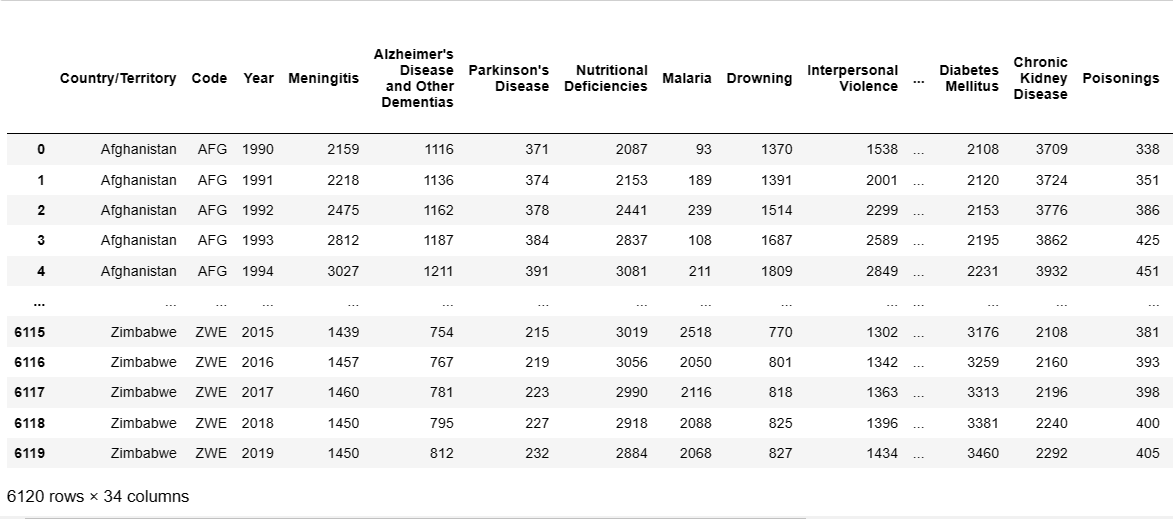 Country/Territory Code Year Meningitis Alzheimer's Disease and Other Dementias Parkinson's Disease Nutritional Deficiencies Malaria Drowning Interpersonal Violence ... Diabetes Mellitus Chronic Kidney Disease Poisonings
0 Afghanistan AFG 1990 2159 1116 371 2087 93 1370 1538 ... 2108 3709 338
1 Afghanistan AFG 1991 2218 1136 374 2153 189 1391 2001 ... 2120 3724 351
2 Afghanistan AFG 1992 2475 1162 378 2441 239 1514 2299 ... 2153 3776 386
3 Afghanistan AFG 1993 2812 1187 384 2837 108 1687 2589 ... 2195 3862 425
4 Afghanistan AFG 1994 3027 1211 391 3081 211 1809 2849 ... 2231 3932 451
... ... ... ... ... ... ... ... ... ... ... ... ... ... ...
6115 Zimbabwe ZWE 2015 1439 754 215 3019 2518 770 1302 ... 3176 2108 381
6116 Zimbabwe ZWE 2016 1457 767 219 3056 2050 801 1342 ... 3259 2160 393
6117 Zimbabwe ZWE 2017 1460 781 223 2990 2116 818 1363 ... 3313 2196 398
6118 Zimbabwe ZWE 2018 1450 795 227 2918 2088 825 1396 ... 3381 2240 400
6119 Zimbabwe ZWE 2019 1450 812 232 2884 2068 827 1434 ... 3460 2292 405
6120 rows × 34 columns